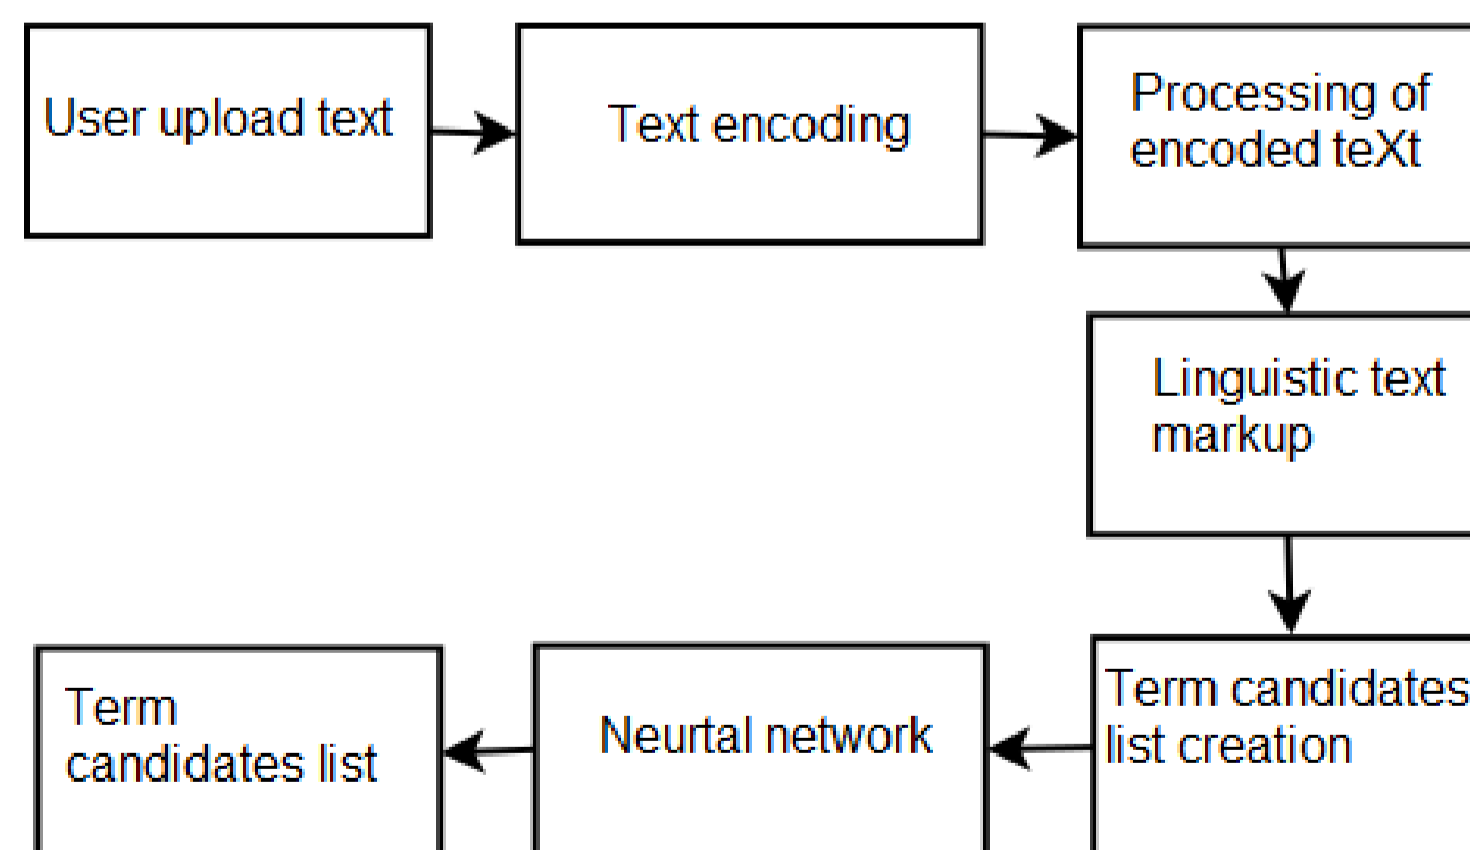 User upload text
Text encoding
Processing of
encoded teXt
Linguistic text
markup
Term candidates
list creation
Neurtal network
Term
candidates list